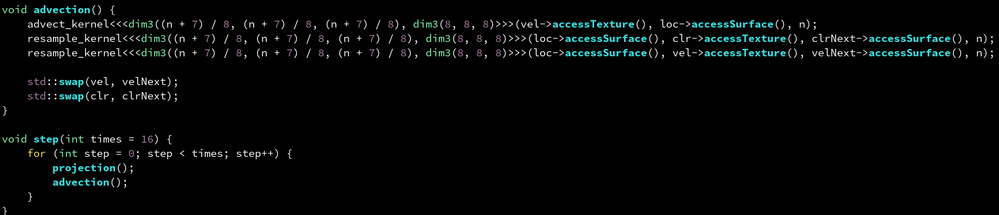 void advection() {
    advect_kernel<<<dim3((n + 7) / 8, (n + 7) / 8, (n + 7) / 8), dim3(8, 8, 8)>>>(vel->accessTexture(), loc->accessSurface(), n);
    resample_kernel<<<dim3((n + 7) / 8, (n + 7) / 8, (n + 7) / 8), dim3(8, 8, 8)>>>(loc->accessSurface(), clr->accessTexture(), clrNext->accessSurface(), n);
    resample_kernel<<<dim3((n + 7) / 8, (n + 7) / 8, (n + 7) / 8), dim3(8, 8, 8)>>>(loc->accessSurface(), vel->accessTexture(), velNext->accessSurface(), n);

    std::swap(vel, velNext);
    std::swap(clr, clrNext);
}

void step(int times = 16) {
    for (int step = 0; step < times; step++) {
        projection();
        advection();
    }
}